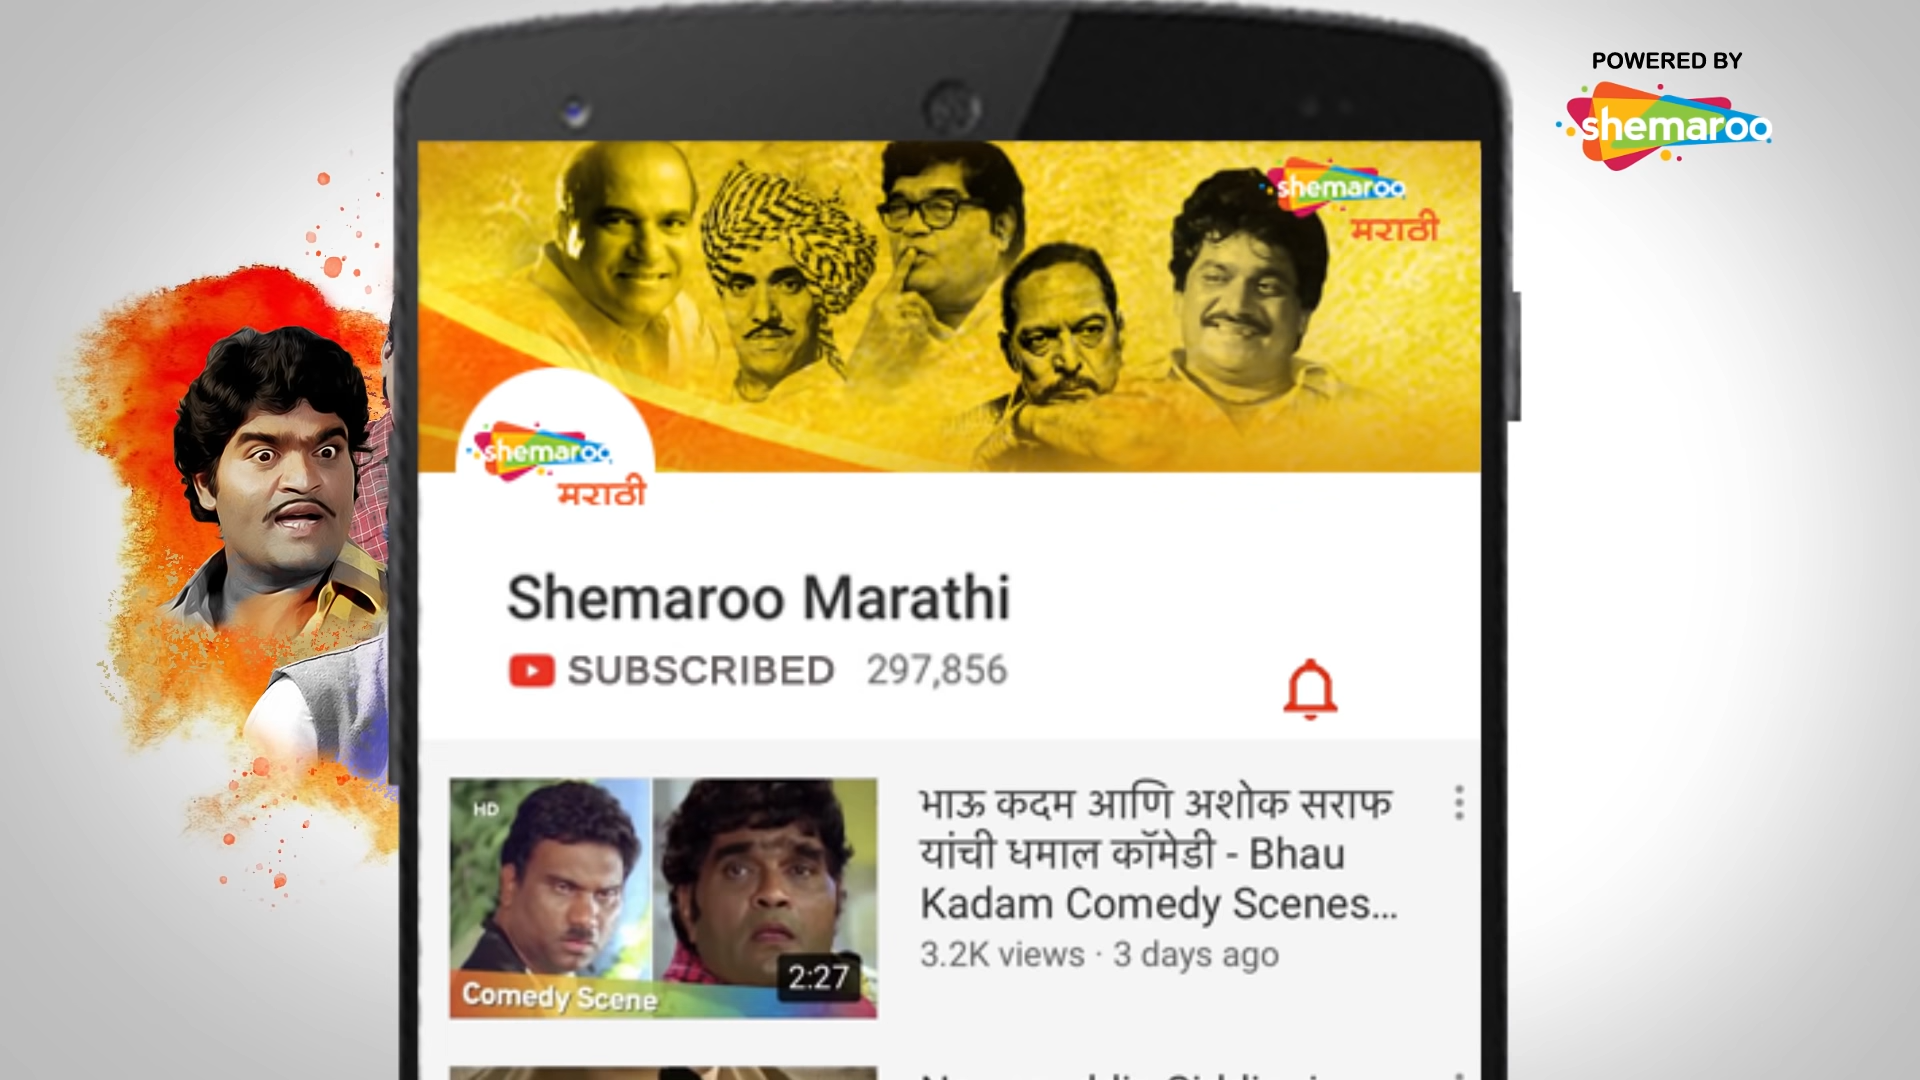 POWERED BY
shemaroo
shemaroo
मराठी
shemaroo
मराठी
Shemaroo Marathi
SUBSCRIBED 297,856
HD
Comedy Scene
2:27
भाऊ कदम आणि अशोक सराफ
यांची धमाल कॉमेडी - Bhau
Kadam Comedy Scenes...
3.2K views · 3 days ago